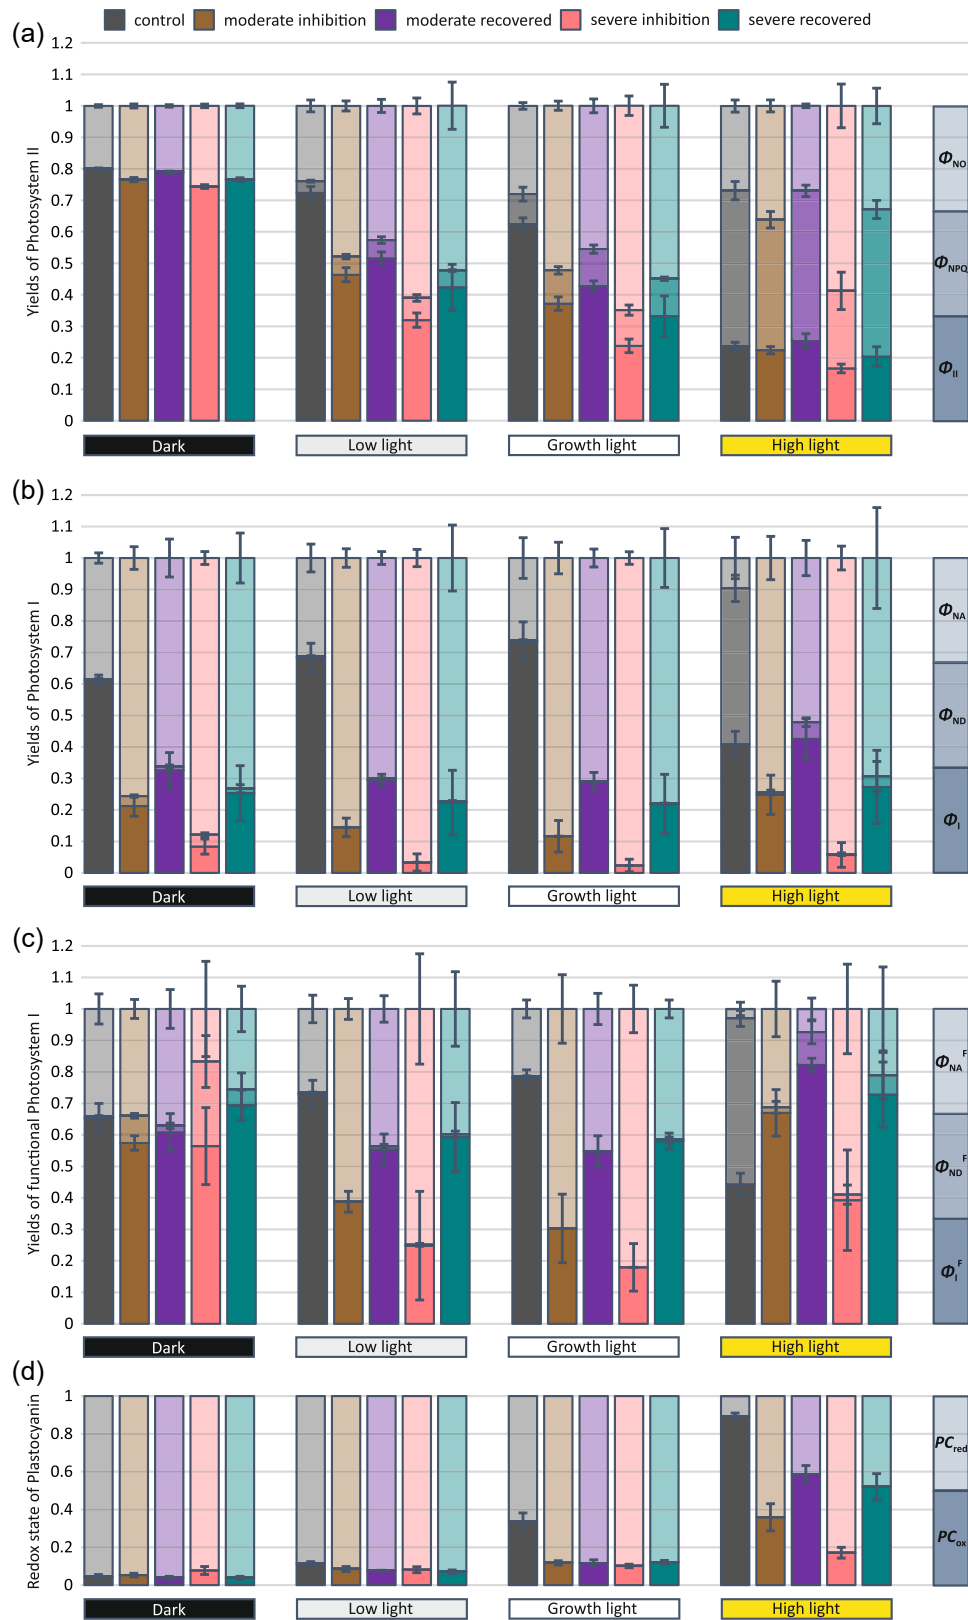 control moderate inhibition moderate recovered severe inhibition severe recovered
(a)
Yields of Photosystem II
1.2
1.1
1
0.9
0.8
0.7
0.6
0.5
0.4
0.3
0.2
0.1
0
ΦNO
ΦNPQ
ΦII
Dark Low light Growth light High light
(b)
Yields of Photosystem I
1.2
1.1
1
0.9
0.8
0.7
0.6
0.5
0.4
0.3
0.2
0.1
0
ΦNA
ΦND
ΦI
Dark Low light Growth light High light
(c)
Yields of functional Photosystem I
1.2
1.1
1
0.9
0.8
0.7
0.6
0.5
0.4
0.3
0.2
0.1
0
ΦNA F
ΦND F
ΦI F
Dark Low light Growth light High light
(d)
Redox state of Plastocyanin
1
0.8
0.6
0.4
0.2
0
PCred
PCox
Dark Low light Growth light High light